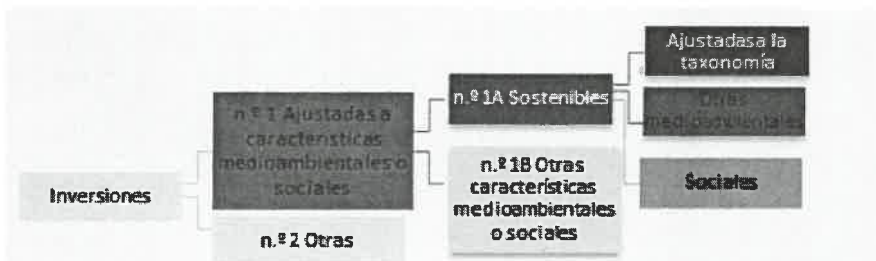 Inversiones
n.º 1 Ajustadas a
características
medioambientales o
sociales
n.º 2 Otras
n.º 1A Sostenibles
n.º 1B Otras
características
medioambientales
o sociales
Ajustadas a la
taxonomía
Otras
medioambientales
Sociales